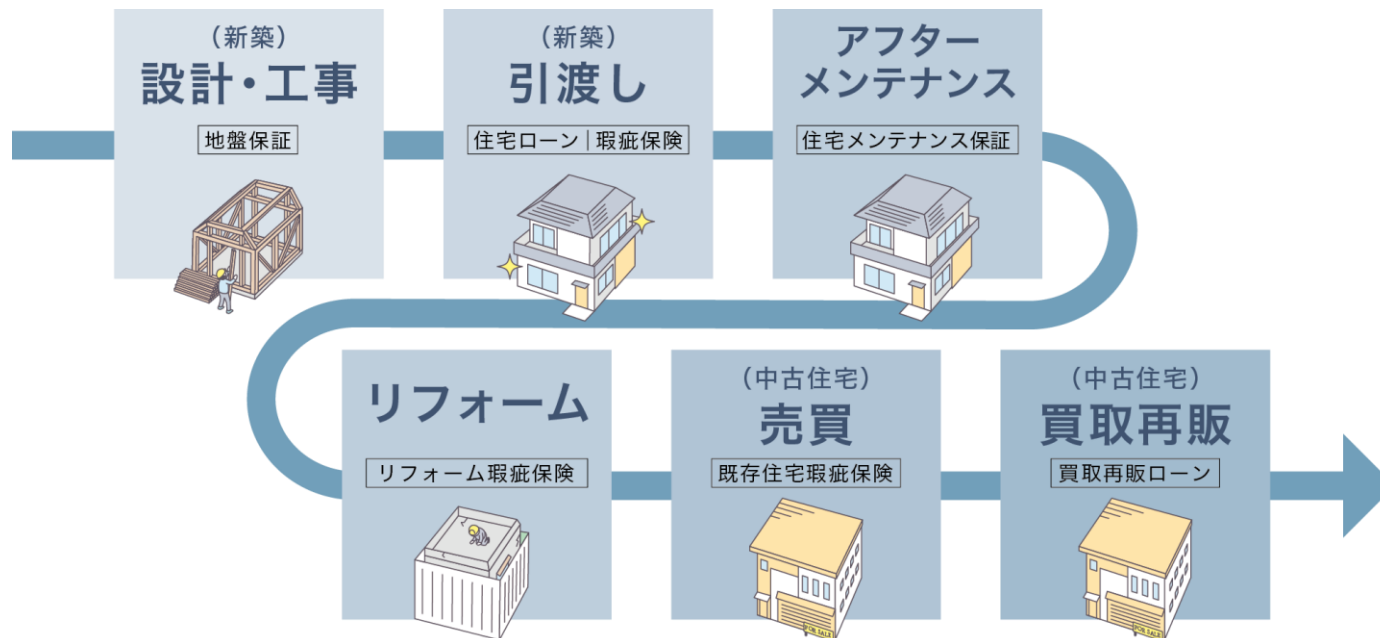 （新築）
設計・工事
地盤保証
（新築）
引渡し
住宅ローン｜瑕疵保険
アフター
メンテナンス
住宅メンテナンス保証
リフォーム
リフォーム瑕疵保険
（中古住宅）
売買
既存住宅瑕疵保険
FOR SALE
（中古住宅）
買取再販
買取再販ローン
FOR SALE